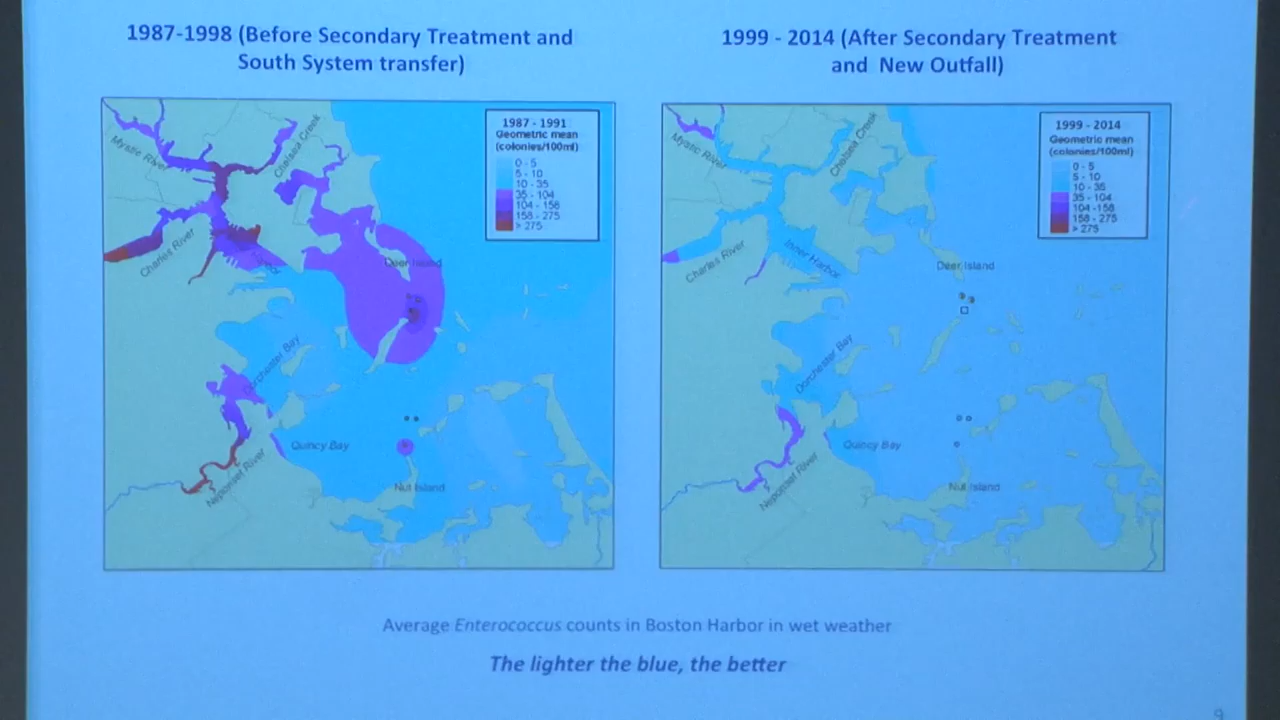 1987-1998 (Before Secondary Treatment and
South System transfer)
1999 - 2014 (After Secondary Treatment
and New Outfall)
1987 - 1991
Geometric mean
(colonies/100ml)
0 - 5
5 - 10
10 - 35
35 - 104
104 - 158
158 - 275
> 275
Mystic River
Chelsea Creek
Charles River
Deer Island
Dorchester Bay
Quincy Bay
Neponset River
Nut Island
1999 - 2014
Geometric mean
(colonies/100ml)
0 - 5
5 - 10
10 - 35
35 - 104
104 -158
158 - 275
> 275
Mystic River
Chelsea Creek
Charles River
Inner Harbor
Deer Island
Dorchester Bay
Quincy Bay
Neponset River
Nut Island
Average Enterococcus counts in Boston Harbor in wet weather
The lighter the blue, the better
9